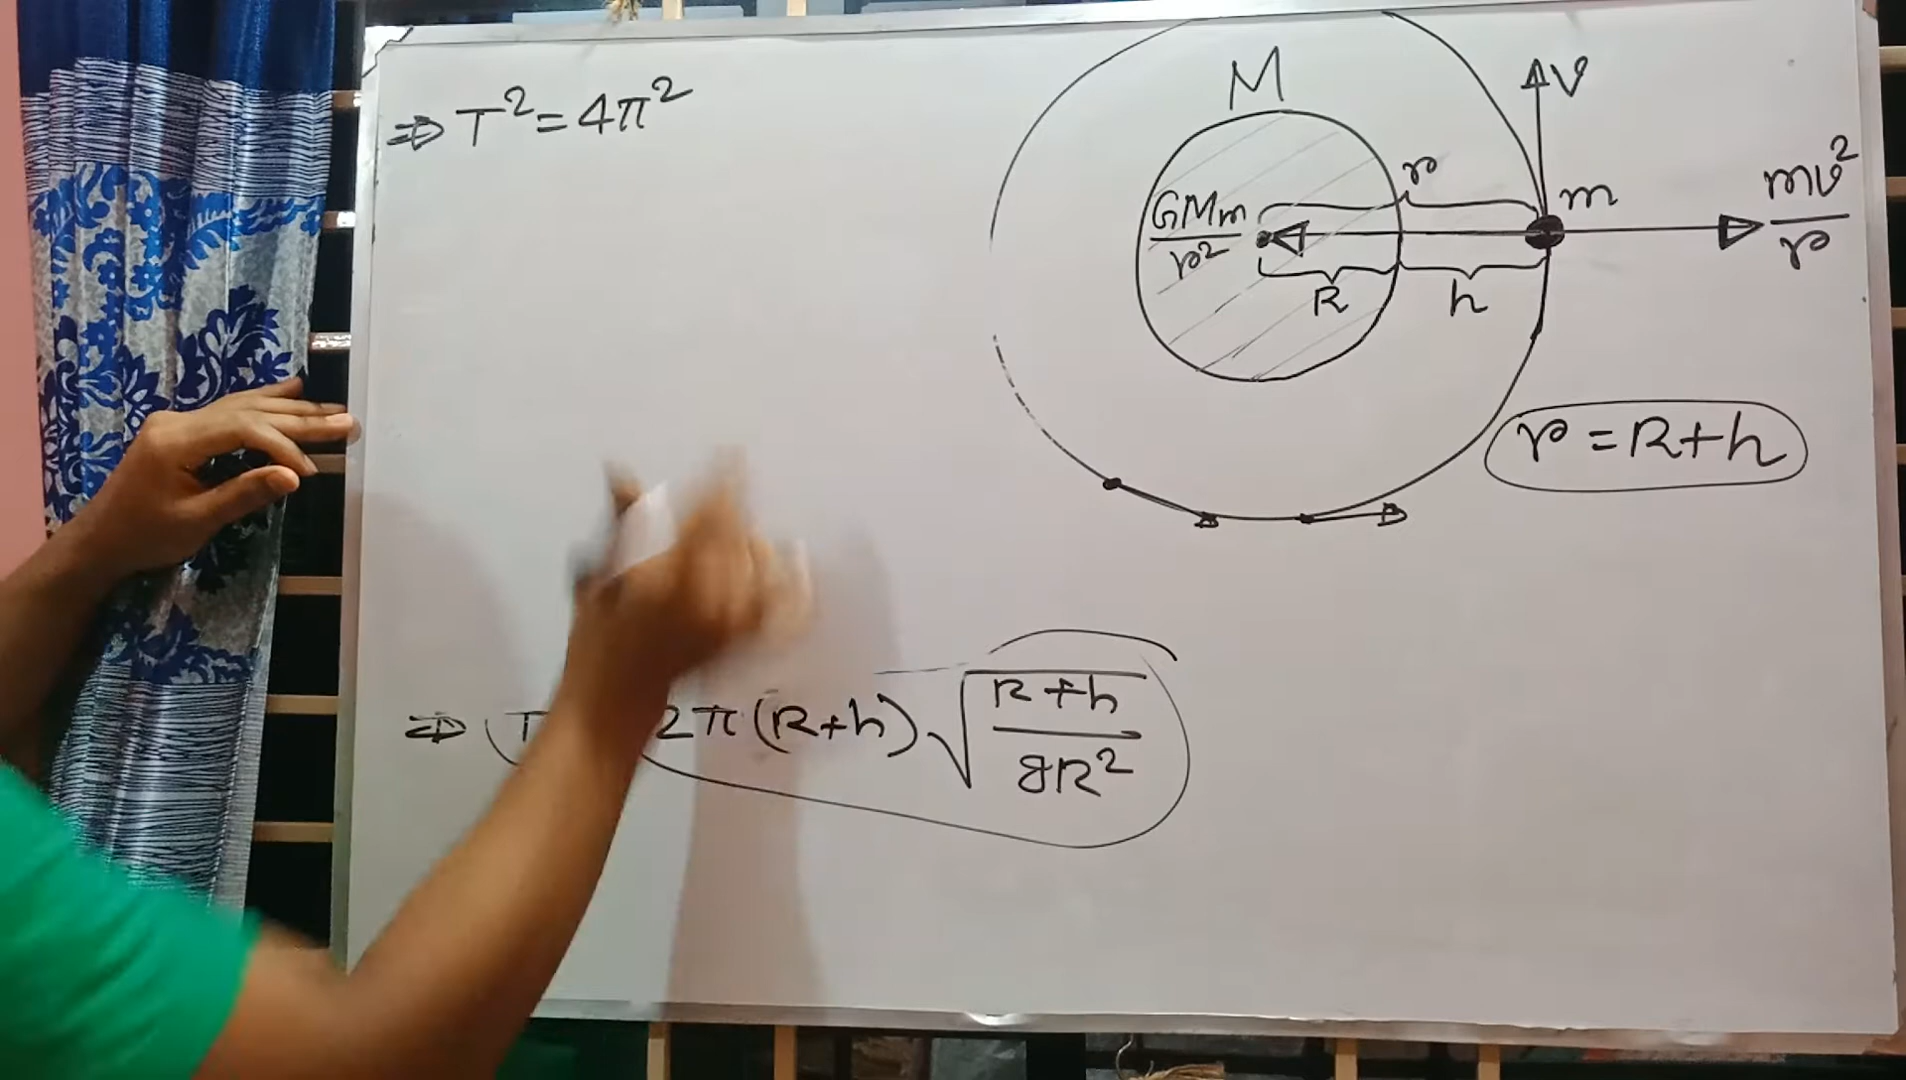 ⇒ T² = 4π²
M
V
r
m
mv²/r
GMm/r²
R
h
r = R+h
⇒ T 2π(R+h)√((R+h)/(gR²))